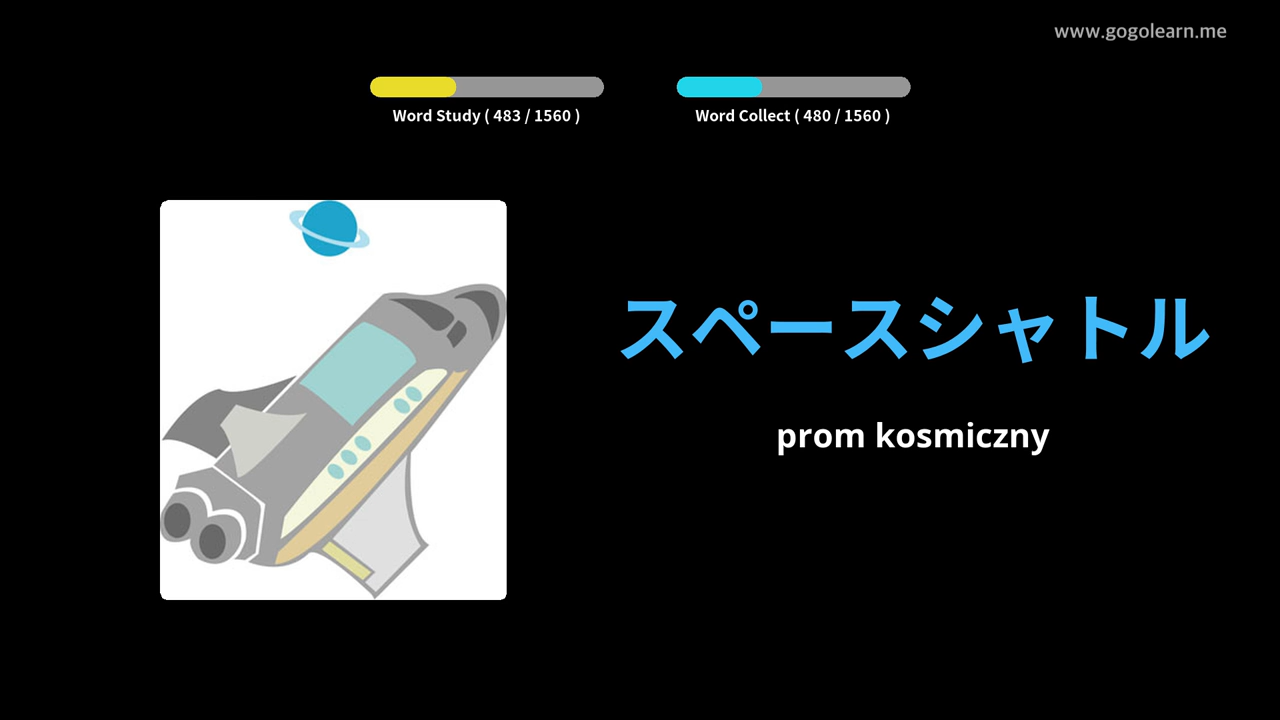 www.gogolearn.me
Word Study ( 483 / 1560 )
Word Collect ( 480 / 1560 )
スペースシャトル
prom kosmiczny